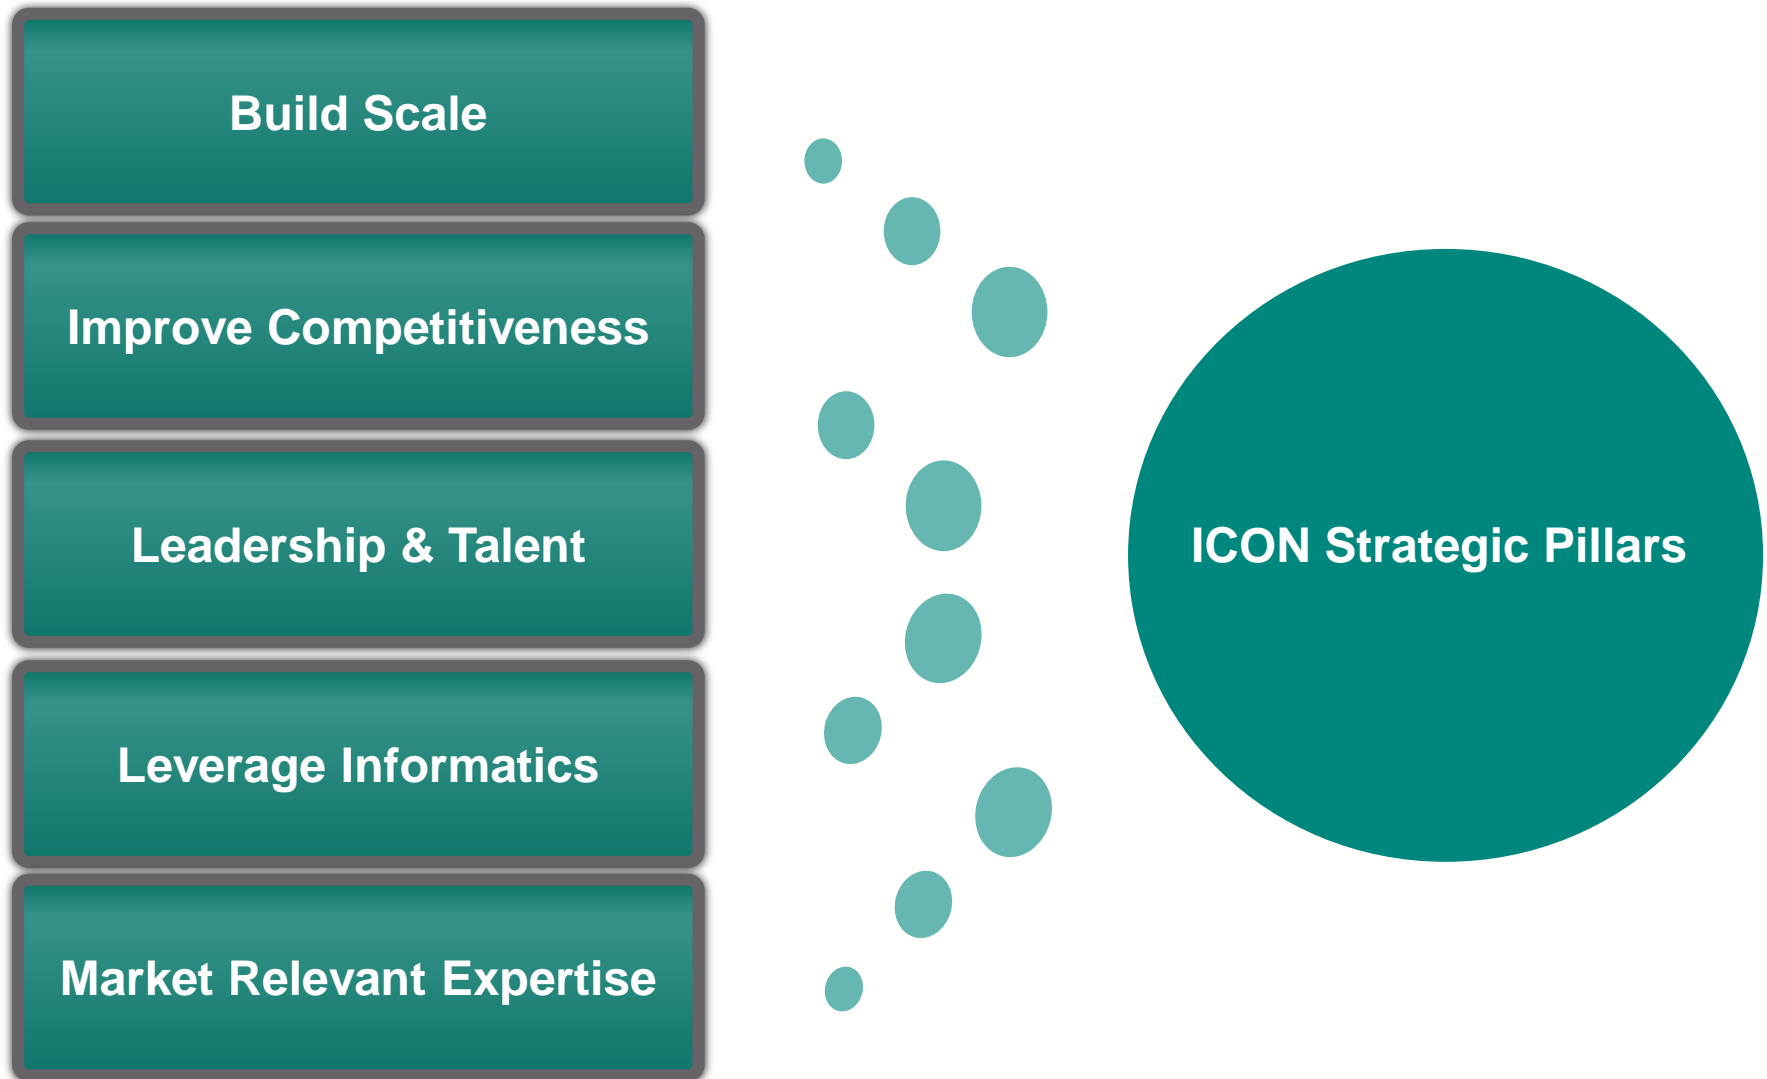 Build Scale
Improve Competitiveness
Leadership & Talent
ICON Strategic Pillars
Leverage Informatics
Market Relevant Expertise